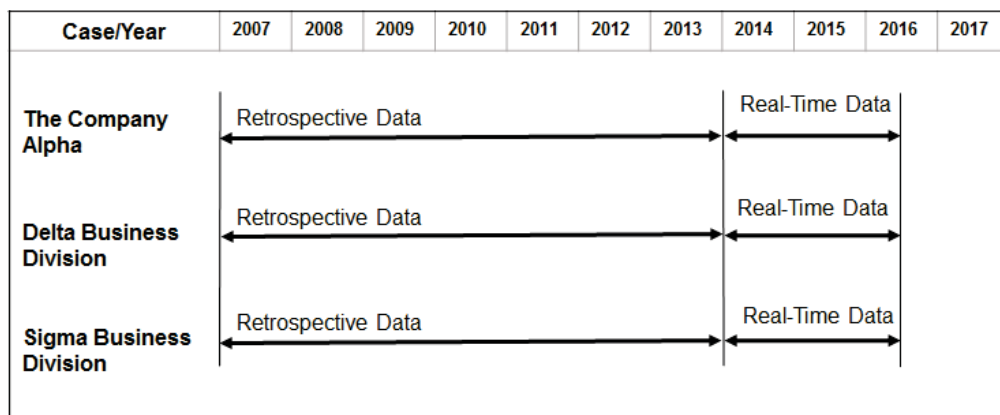 Case/Year 2007 2008 2009 2010 2011 2012 2013 2014 2015 2016 2017
The Company
Alpha
Retrospective Data
Real-Time Data
Delta Business
Division
Retrospective Data
Real-Time Data
Sigma Business
Division
Retrospective Data
Real-Time Data